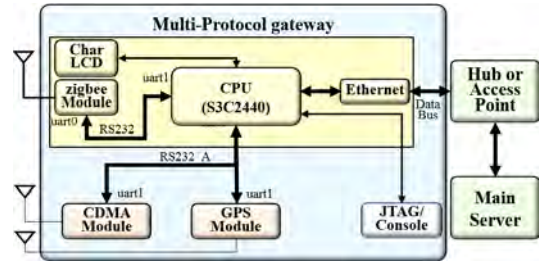 Multi-Protocol gateway
Char
LCD
zigbee
Module
uart0
RS232
uart1
CPU
(S3C2440)
Ethernet
Data
Bus
Hub or
Access
Point
RS232_A
uart1
uart1
CDMA
Module
GPS
Module
JTAG/
Console
Main
Server